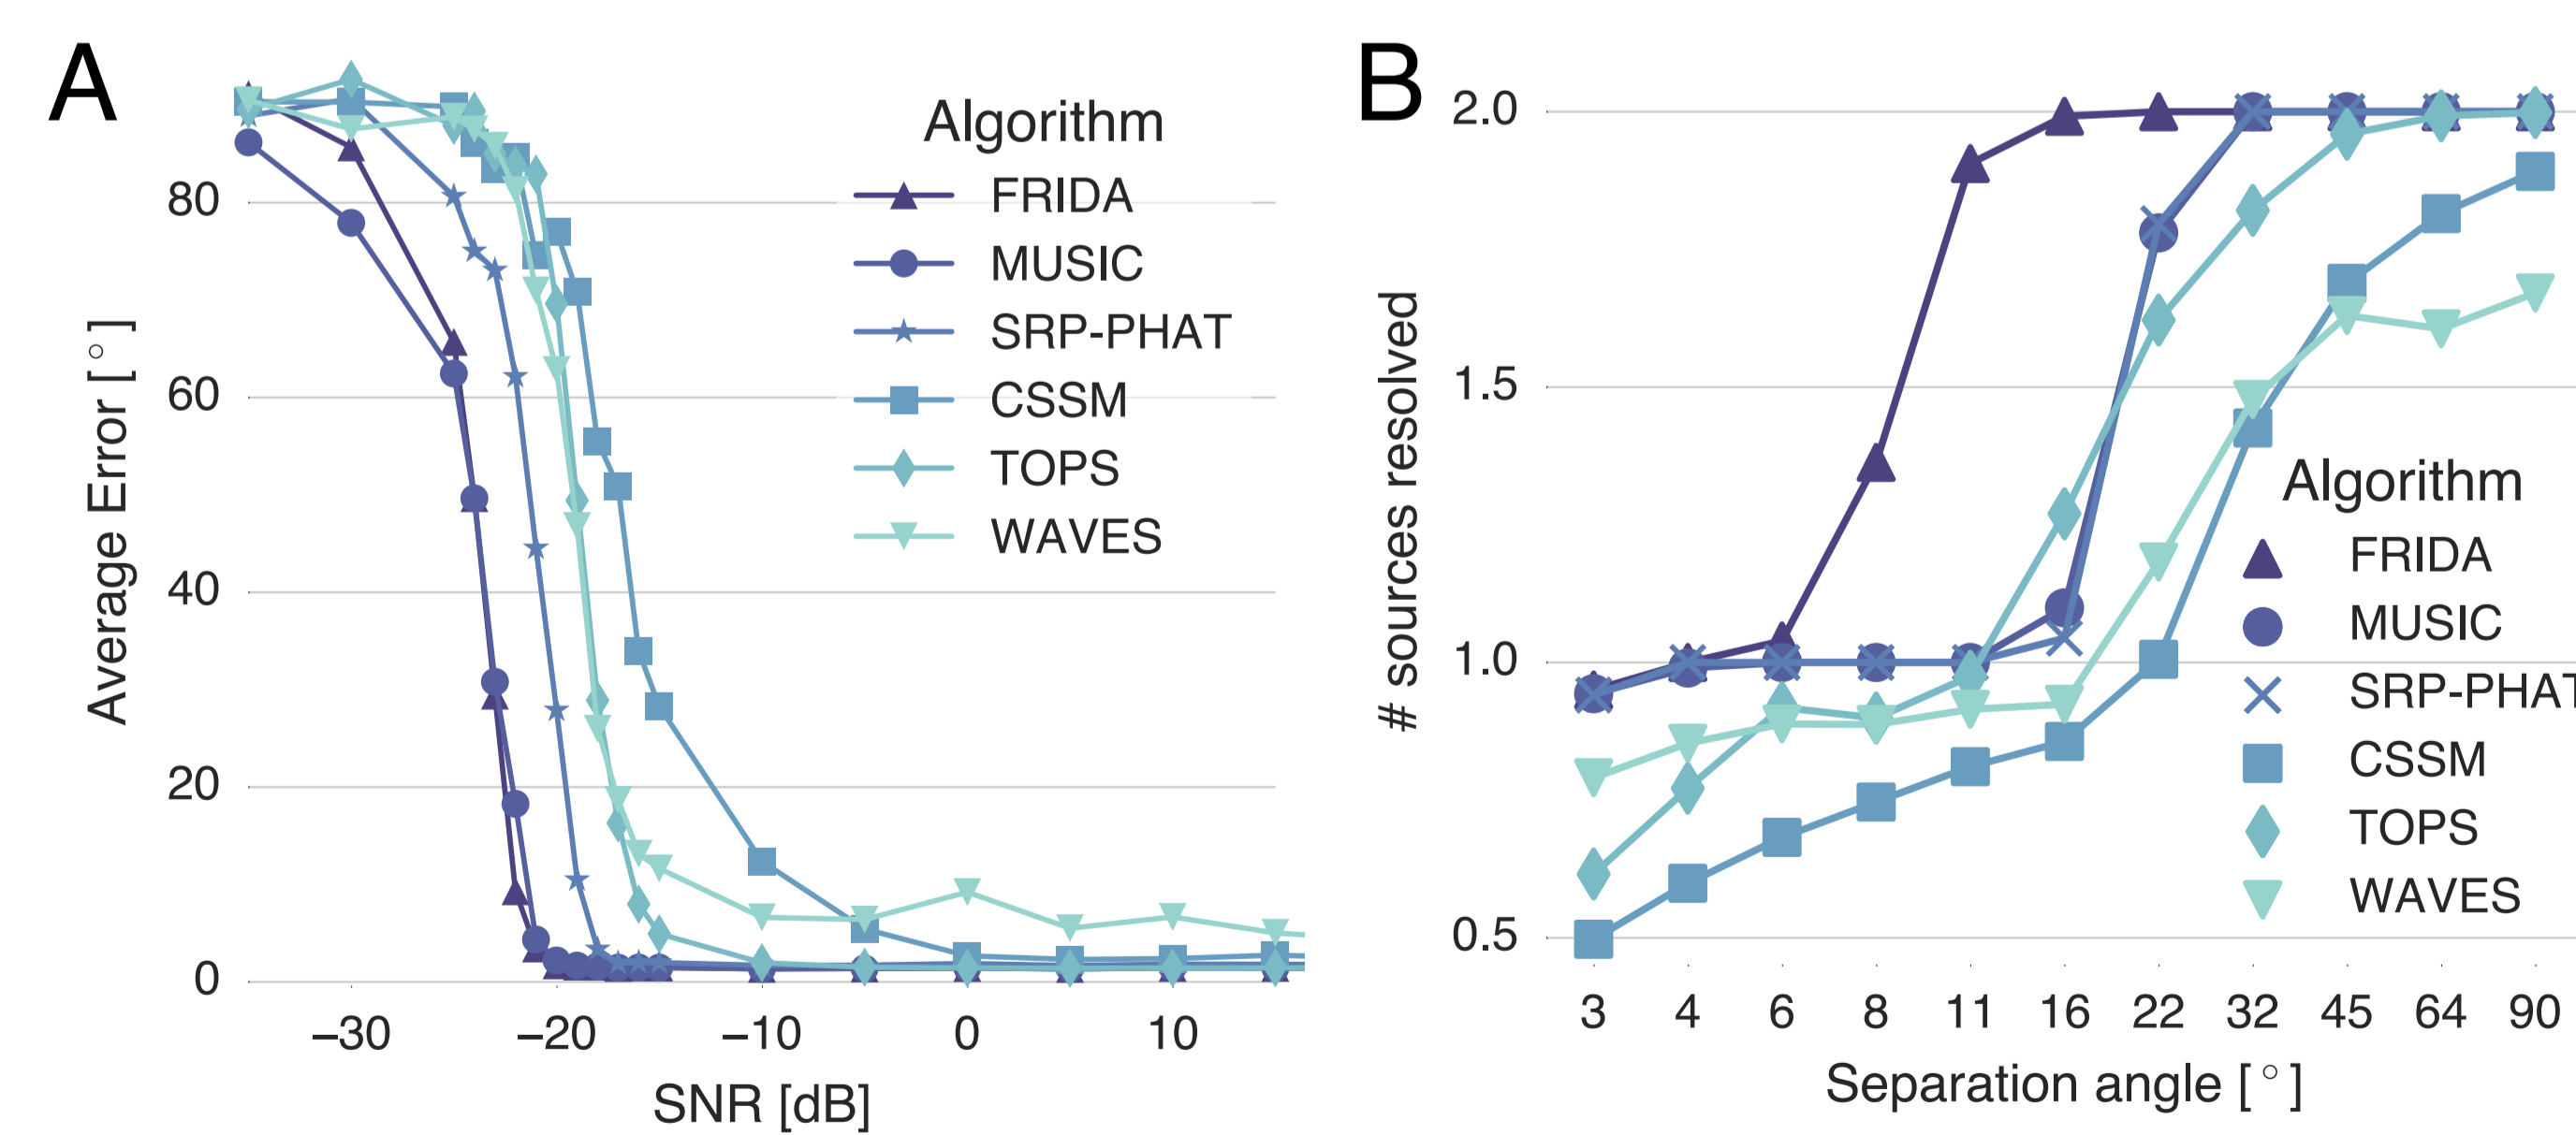 A
Average Error [°]
80
60
40
20
0
−30 −20 −10 0 10
SNR [dB]
Algorithm
FRIDA
MUSIC
SRP-PHAT
CSSM
TOPS
WAVES
B
# sources resolved
2.0
1.5
1.0
0.5
3 4 6 8 11 16 22 32 45 64 90
Separation angle [°]
Algorithm
FRIDA
MUSIC
SRP-PHAT
CSSM
TOPS
WAVES